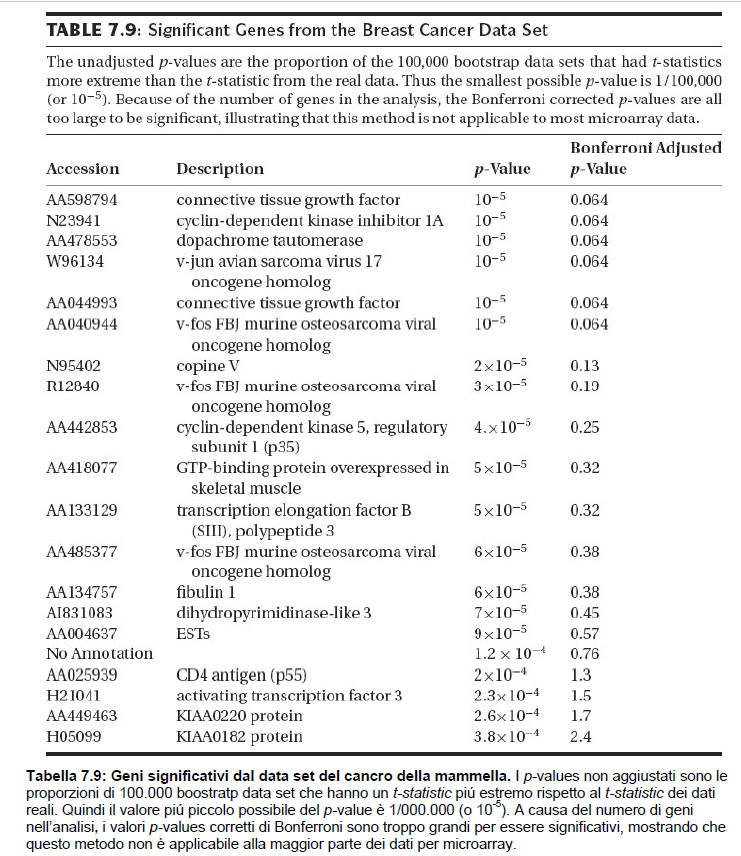 TABLE 7.9: Significant Genes from the Breast Cancer Data Set
The unadjusted p-values are the proportion of the 100,000 bootstrap data sets that had t-statistics
more extreme than the t-statistic from the real data. Thus the smallest possible p-value is 1/100,000
(or 10⁻⁵). Because of the number of genes in the analysis, the Bonferroni corrected p-values are all
too large to be significant, illustrating that this method is not applicable to most microarray data.
Bonferroni Adjusted
Accession Description p-Value p-Value
AA598794 connective tissue growth factor 10⁻⁵ 0.064
N23941 cyclin-dependent kinase inhibitor 1A 10⁻⁵ 0.064
AA478553 dopachrome tautomerase 10⁻⁵ 0.064
W96134 v-jun avian sarcoma virus 17 10⁻⁵ 0.064
oncogene homolog
AA044993 connective tissue growth factor 10⁻⁵ 0.064
AA040944 v-fos FBJ murine osteosarcoma viral 10⁻⁵ 0.064
oncogene homolog
N95402 copine V 2×10⁻⁵ 0.13
R12840 v-fos FBJ murine osteosarcoma viral 3×10⁻⁵ 0.19
oncogene homolog
AA442853 cyclin-dependent kinase 5, regulatory 4.×10⁻⁵ 0.25
subunit 1 (p35)
AA418077 GTP-binding protein overexpressed in 5×10⁻⁵ 0.32
skeletal muscle
AA133129 transcription elongation factor B 5×10⁻⁵ 0.32
(SIII), polypeptide 3
AA485377 v-fos FBJ murine osteosarcoma viral 6×10⁻⁵ 0.38
oncogene homolog
AA134757 fibulin 1 6×10⁻⁵ 0.38
AI831083 dihydropyrimidinase-like 3 7×10⁻⁵ 0.45
AA004637 ESTs 9×10⁻⁵ 0.57
No Annotation 1.2 × 10⁻⁴ 0.76
AA025939 CD4 antigen (p55) 2×10⁻⁴ 1.3
H21041 activating transcription factor 3 2.3×10⁻⁴ 1.5
AA449463 KIAA0220 protein 2.6×10⁻⁴ 1.7
H05099 KIAA0182 protein 3.8×10⁻⁴ 2.4
Tabella 7.9: Geni significativi dal data set del cancro della mammella. I p-values non aggiustati sono le
proporzioni di 100.000 boostratp data set che hanno un t-statistic piú estremo rispetto al t-statistic dei dati
reali. Quindi il valore piú piccolo possibile del p-value è 1/000.000 (o 10⁻⁵). A causa del numero di geni
nell'analisi, i valori p-values corretti di Bonferroni sono troppo grandi per essere significativi, mostrando che
questo metodo non è applicabile alla maggior parte dei dati per microarray.